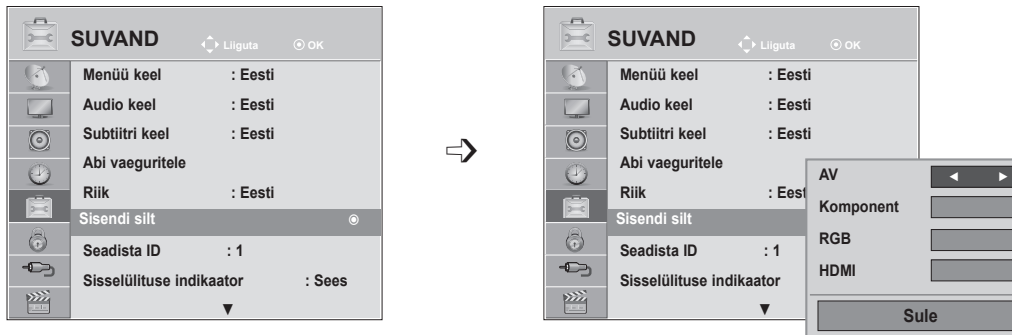 SUVAND Liiguta OK
Menüü keel : Eesti
Audio keel : Eesti
Subtiitri keel : Eesti
Abi vaeguritele
Riik : Eesti
Sisendi silt
Seadista ID : 1
Sisselülituse indikaator : Sees
SUVAND Liiguta OK
Menüü keel : Eesti
Audio keel : Eesti
Subtiitri keel : Eesti
Abi vaeguritele
Riik : Eest
Sisendi silt
Seadista ID : 1
Sisselülituse indikaator
AV
Komponent
RGB
HDMI
Sule